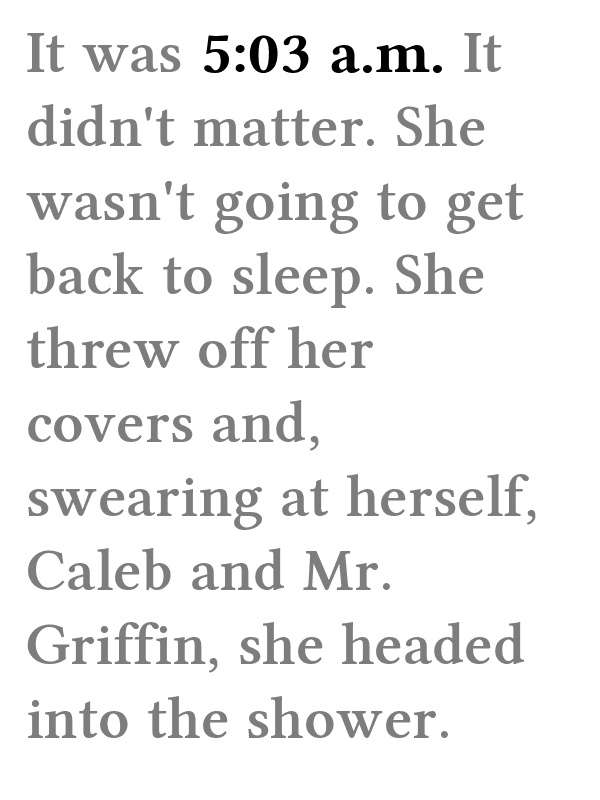 It was 5:03 a.m. It
didn't matter. She
wasn't going to get
back to sleep. She
threw off her
covers and,
swearing at herself,
Caleb and Mr.
Griffin, she headed
into the shower.